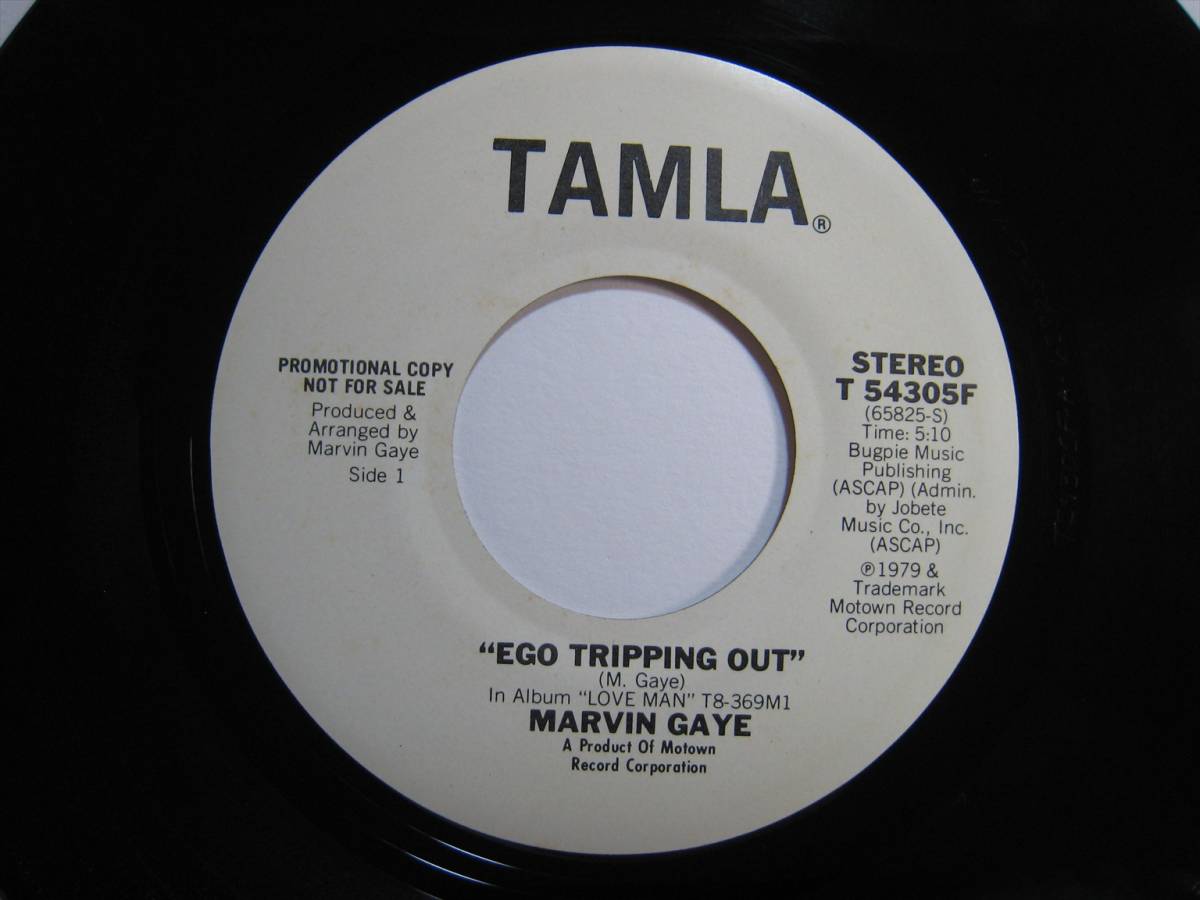 TAMLA®
PROMOTIONAL COPY
NOT FOR SALE
Produced &
Arranged by
Marvin Gaye
Side 1
STEREO
T 54305F
(65825-S)
Time: 5:10
Bugpie Music
Publishing
(ASCAP) (Admin.
by Jobete
Music Co., Inc.
(ASCAP)
℗ 1979 &
Trademark
Motown Record
Corporation
"EGO TRIPPING OUT"
(M. Gaye)
In Album "LOVE MAN" T8-369M1
MARVIN GAYE
A Product Of Motown
Record Corporation